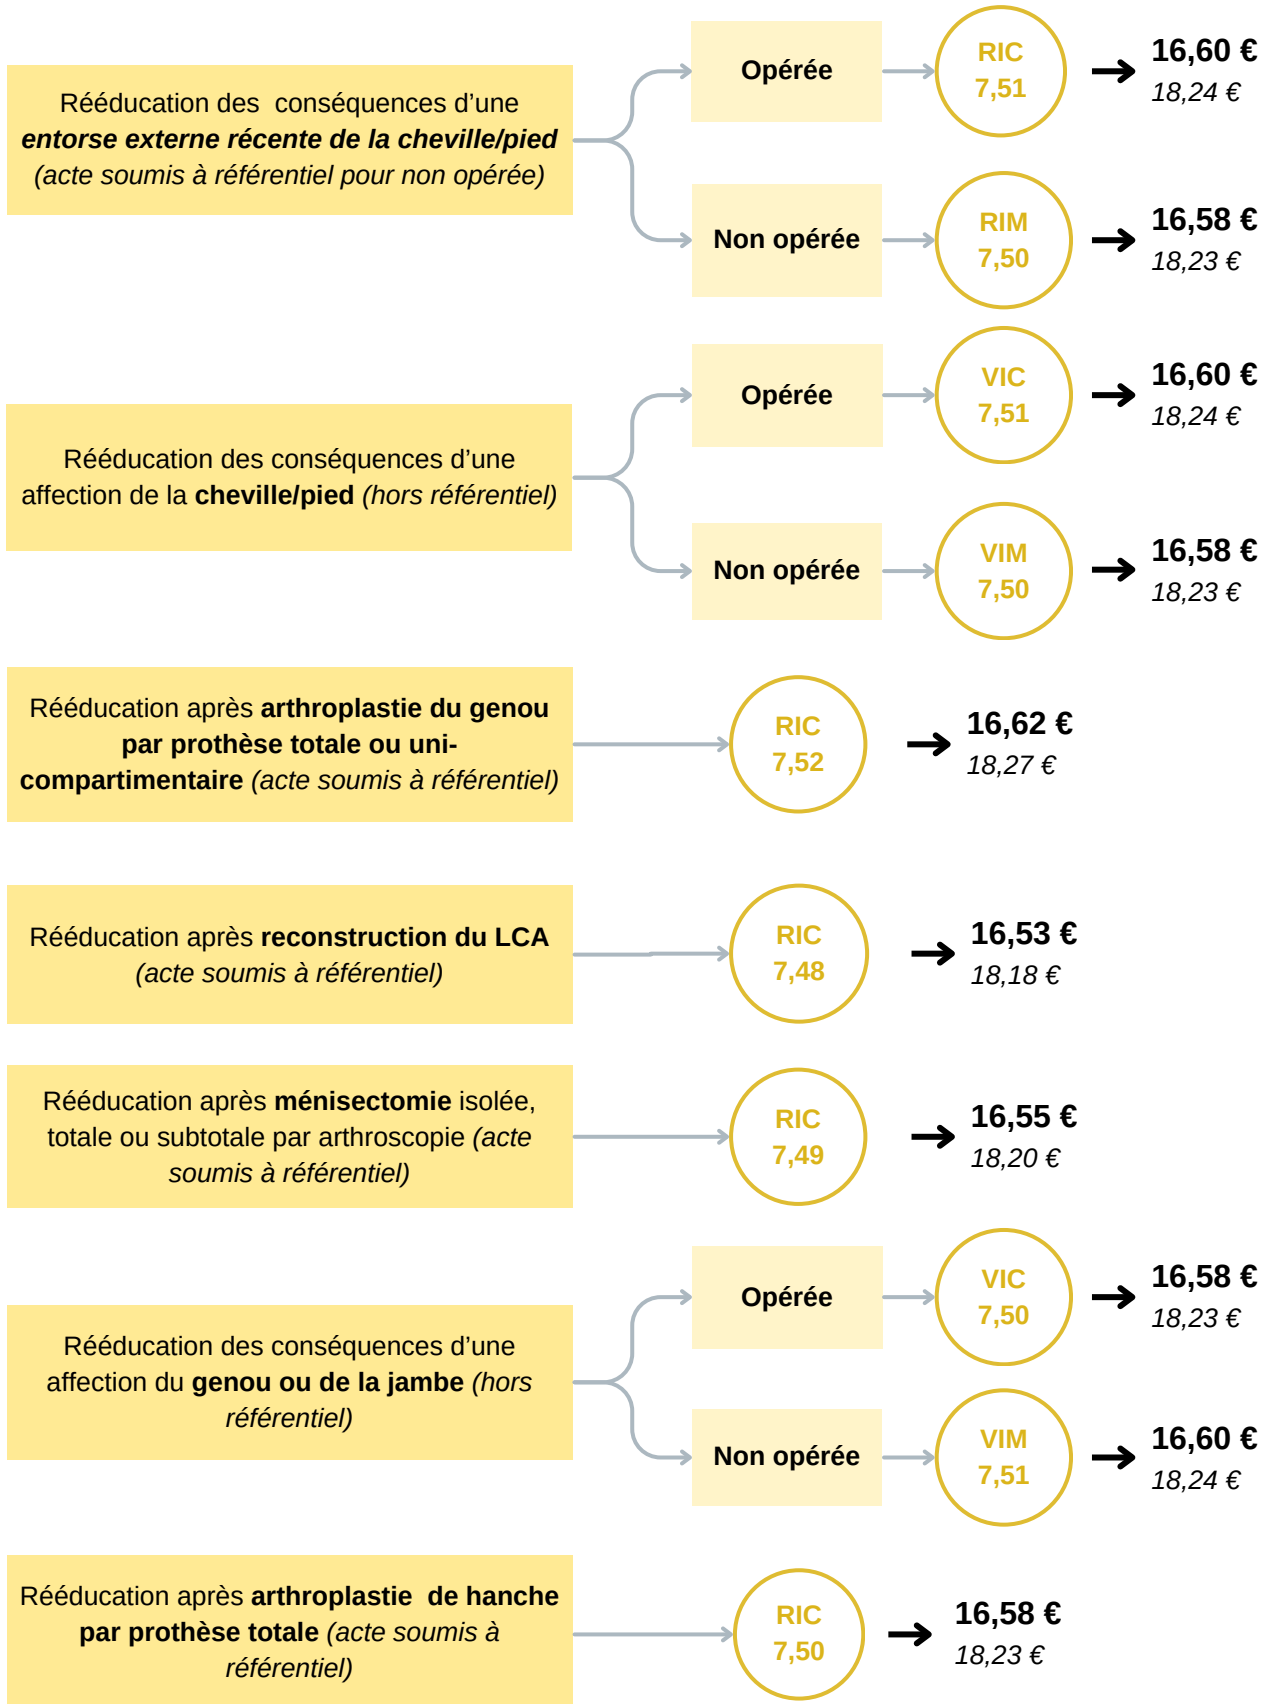 Rééducation des conséquences d’une
entorse externe récente de la cheville/pied
(acte soumis à référentiel pour non opérée)
Opérée
RIC
7,51
16,60 €
18,24 €
Non opérée
RIM
7,50
16,58 €
18,23 €
Rééducation des conséquences d’une
affection de la cheville/pied (hors référentiel)
Opérée
VIC
7,51
16,60 €
18,24 €
Non opérée
VIM
7,50
16,58 €
18,23 €
Rééducation après arthroplastie du genou
par prothèse totale ou uni-
compartimentaire (acte soumis à référentiel)
RIC
7,52
16,62 €
18,27 €
Rééducation après reconstruction du LCA
(acte soumis à référentiel)
RIC
7,48
16,53 €
18,18 €
Rééducation après ménisectomie isolée,
totale ou subtotale par arthroscopie (acte
soumis à référentiel)
RIC
7,49
16,55 €
18,20 €
Rééducation des conséquences d’une
affection du genou ou de la jambe (hors
référentiel)
Opérée
VIC
7,50
16,58 €
18,23 €
Non opérée
VIM
7,51
16,60 €
18,24 €
Rééducation après arthroplastie de hanche
par prothèse totale (acte soumis à
référentiel)
RIC
7,50
16,58 €
18,23 €